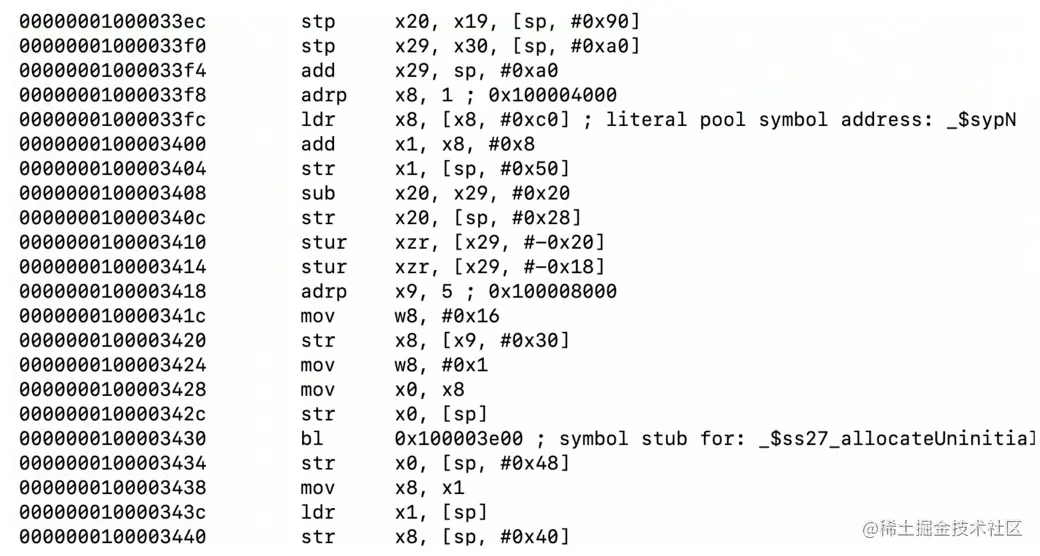 00000001000033ec stp x20, x19, [sp, #0x90]
00000001000033f0 stp x29, x30, [sp, #0xa0]
00000001000033f4 add x29, sp, #0xa0
00000001000033f8 adrp x8, 1 ; 0x100004000
00000001000033fc ldr x8, [x8, #0xc0] ; literal pool symbol address: _$sypN
0000000100003400 add x1, x8, #0x8
0000000100003404 str x1, [sp, #0x50]
0000000100003408 sub x20, x29, #0x20
000000010000340c str x20, [sp, #0x28]
0000000100003410 stur xzr, [x29, #-0x20]
0000000100003414 stur xzr, [x29, #-0x18]
0000000100003418 adrp x9, 5 ; 0x100008000
000000010000341c mov w8, #0x16
0000000100003420 str x8, [x9, #0x30]
0000000100003424 mov w8, #0x1
0000000100003428 mov x0, x8
000000010000342c str x0, [sp]
0000000100003430 bl 0x100003e00 ; symbol stub for: _$ss27_allocateUninitial
0000000100003434 str x0, [sp, #0x48]
0000000100003438 mov x8, x1
000000010000343c ldr x1, [sp]
0000000100003440 str x8, [sp, #0x40]
@稀土掘金技术社区